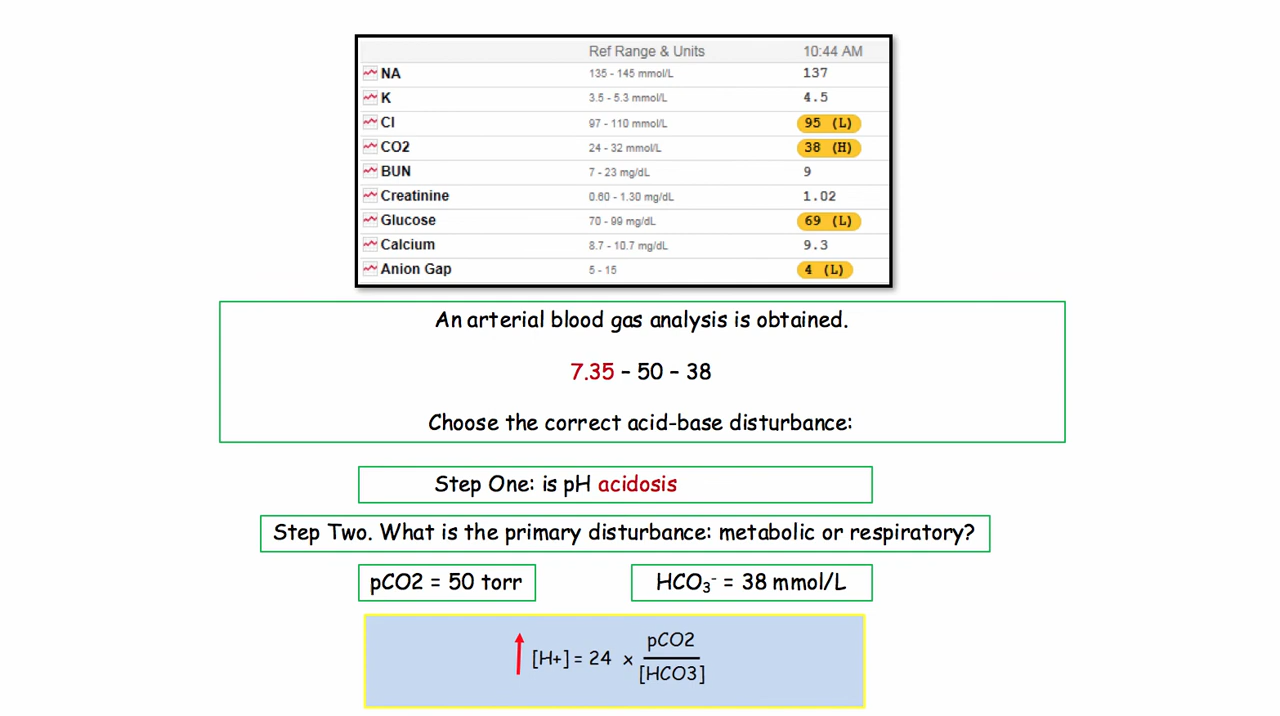 Ref Range & Units 10:44 AM
NA 135 - 145 mmol/L 137
K 3.5 - 5.3 mmol/L 4.5
Cl 97 - 110 mmol/L 95 (L)
CO2 24 - 32 mmol/L 38 (H)
BUN 7 - 23 mg/dL 9
Creatinine 0.60 - 1.30 mg/dL 1.02
Glucose 70 - 99 mg/dL 69 (L)
Calcium 8.7 - 10.7 mg/dL 9.3
Anion Gap 5 - 15 4 (L)
An arterial blood gas analysis is obtained.
7.35 – 50 – 38
Choose the correct acid-base disturbance:
Step One: is pH acidosis
Step Two. What is the primary disturbance: metabolic or respiratory?
pCO2 = 50 torr HCO₃⁻ = 38 mmol/L
pCO2
[H+] = 24 x
[HCO3]